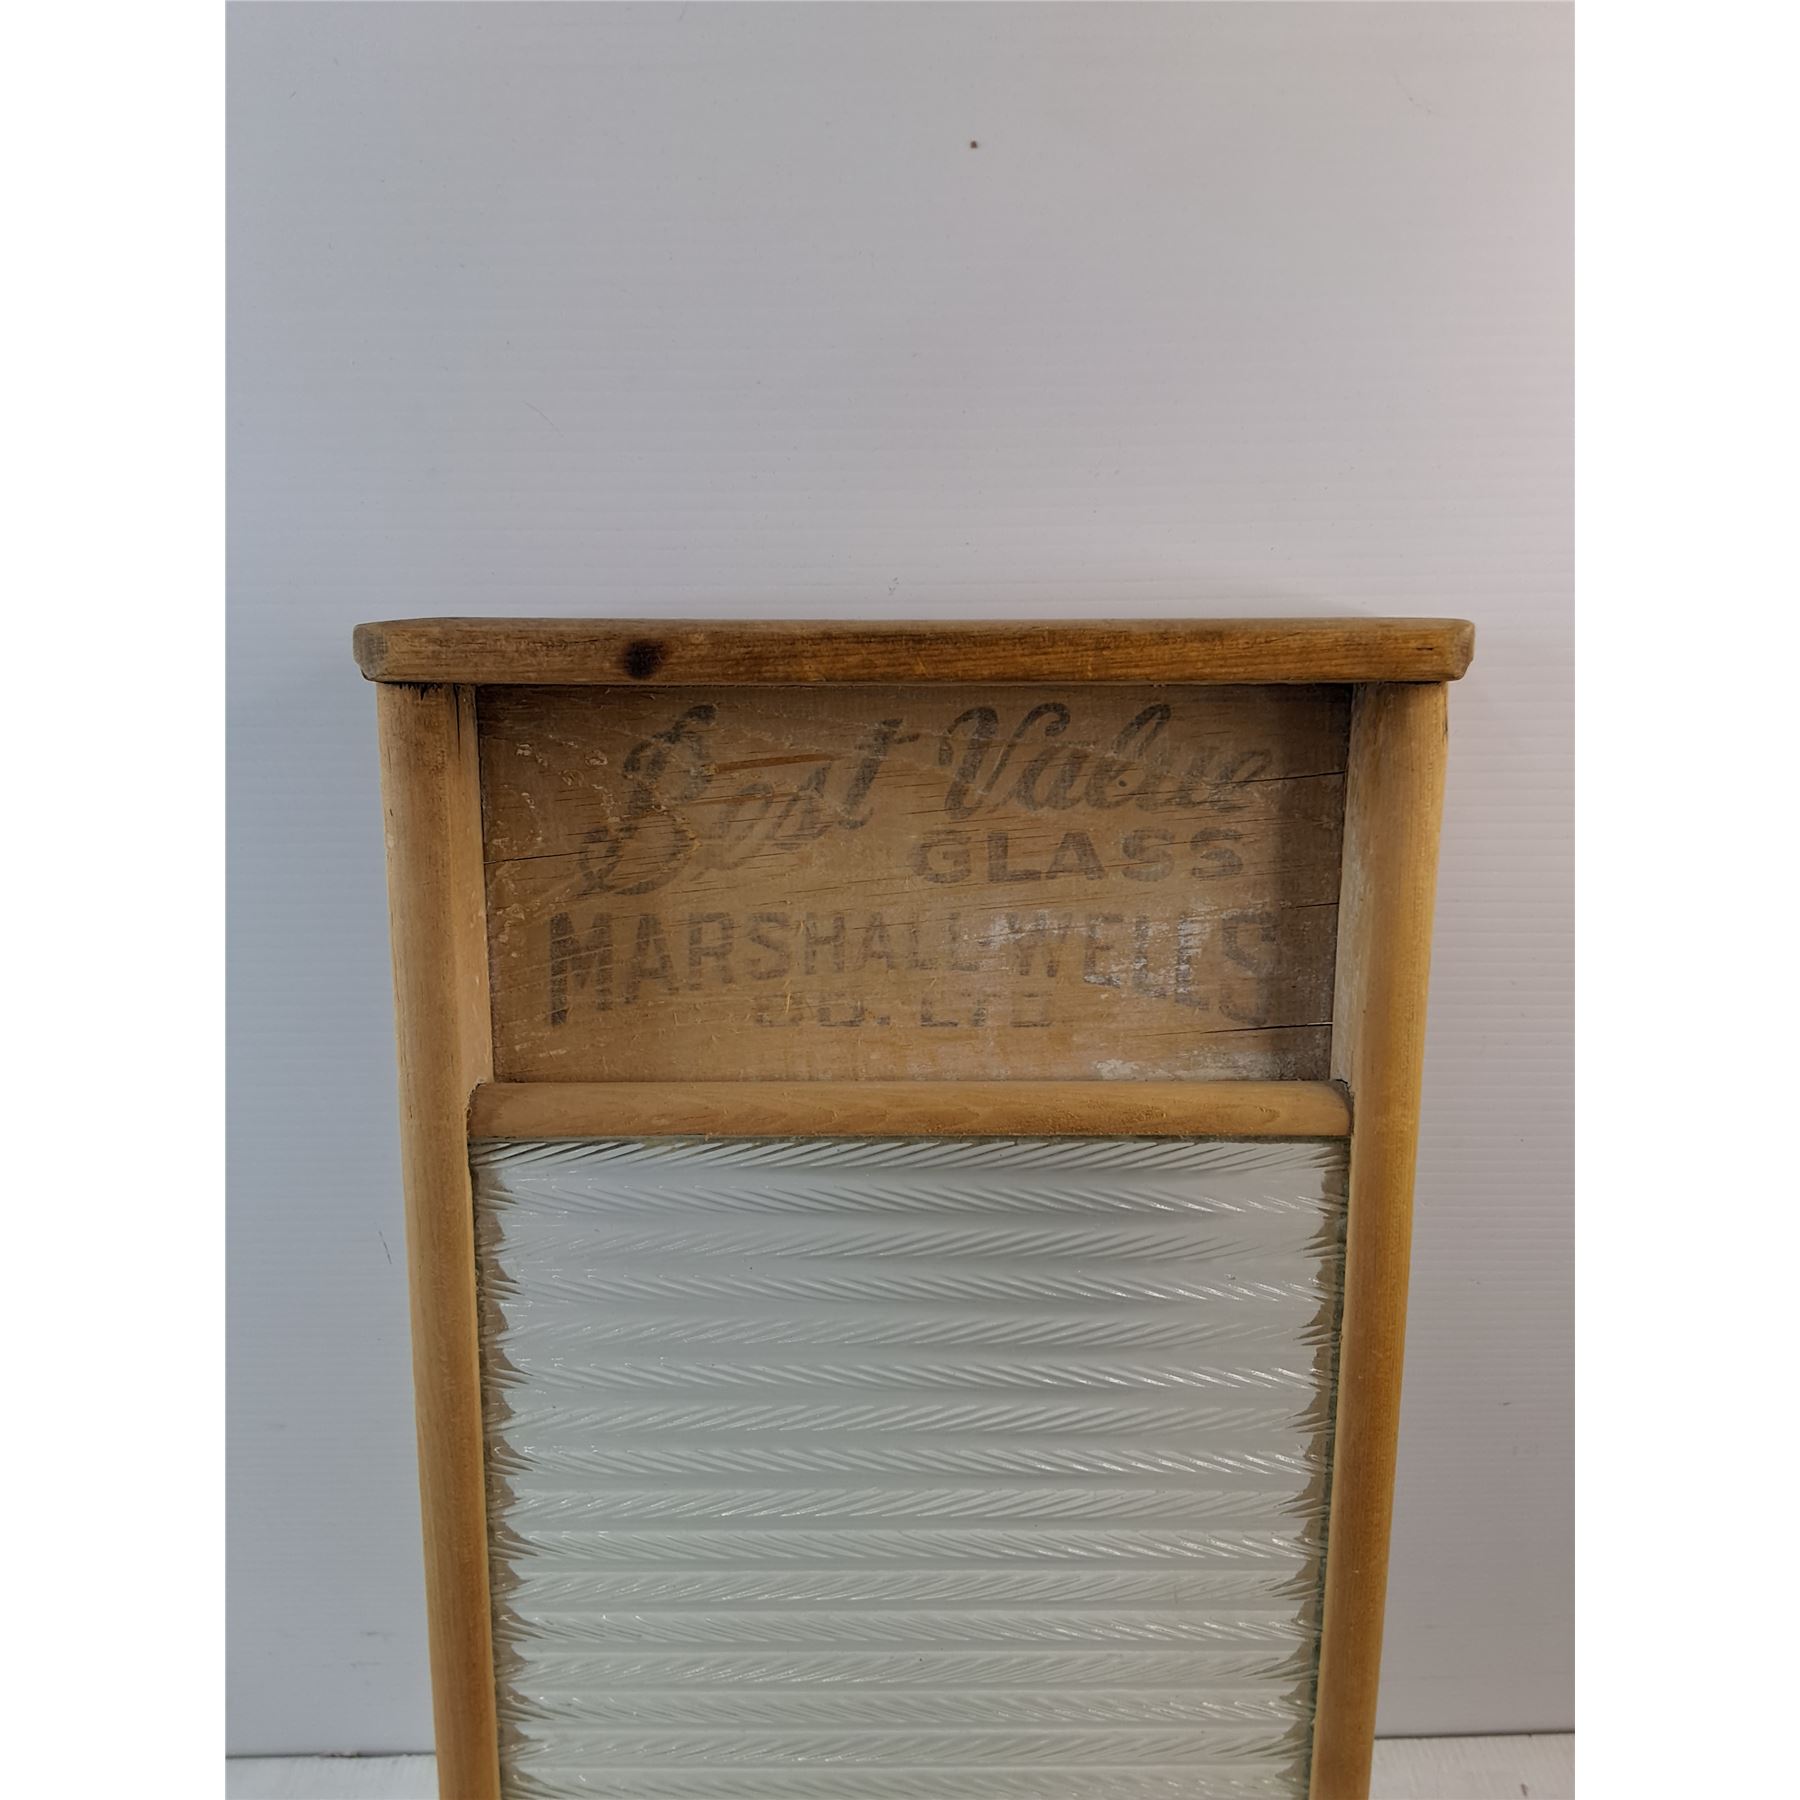 Best Value
GLASS
MARSHALL-WELLS
CO. LTD